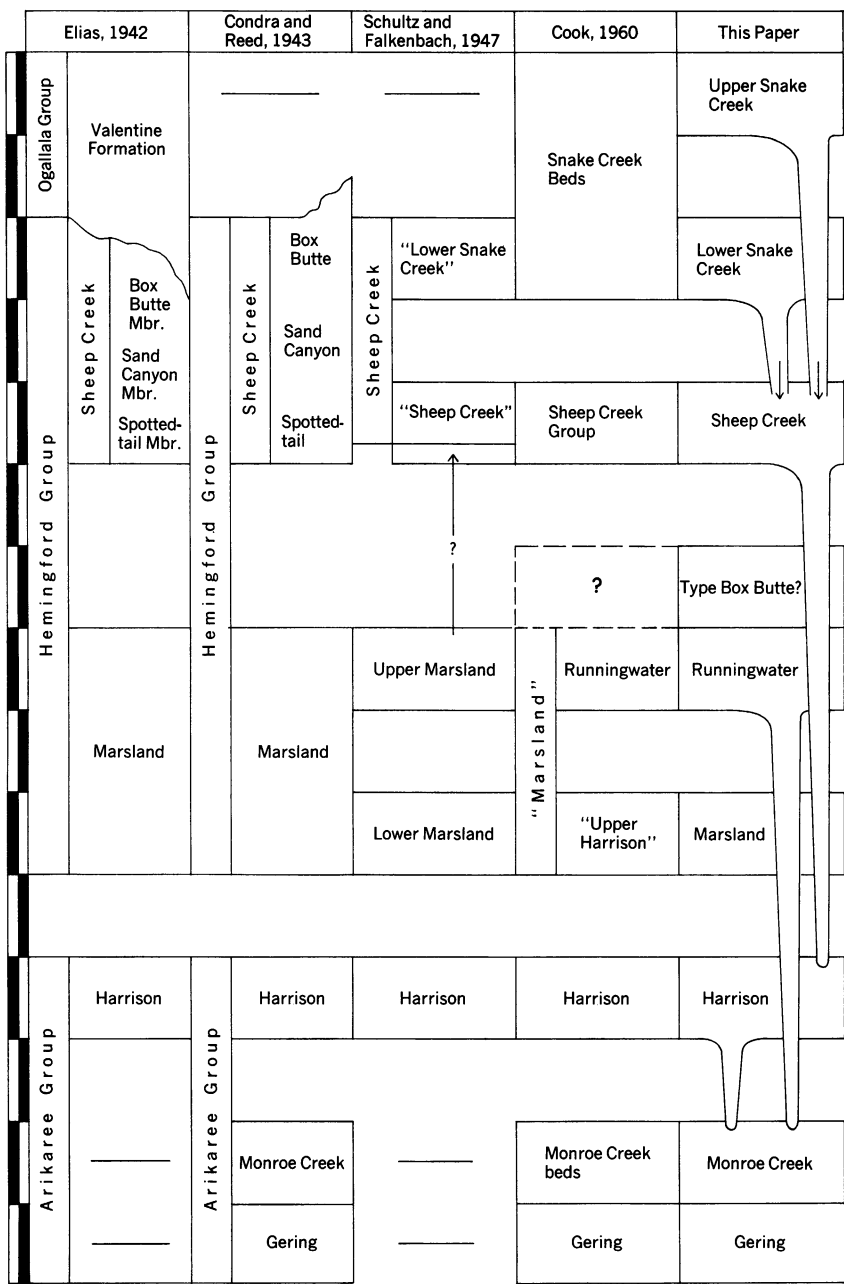 Elias, 1942
Condra and
Reed, 1943
Schultz and
Falkenbach, 1947
Cook, 1960
This Paper
Ogallala Group
Valentine
Formation
Snake Creek
Beds
Upper Snake
Creek
Hemingford Group
Sheep Creek
Box
Butte
Mbr.
Sand
Canyon
Mbr.
Spotted-
tail Mbr.
Hemingford Group
Sheep Creek
Box
Butte
Sand
Canyon
Spotted-
tail
Sheep Creek
"Lower Snake
Creek"
"Sheep Creek"
?
Lower Snake
Creek
Sheep Creek
Group
Sheep Creek
?
Type Box Butte?
Marsland
Marsland
Upper Marsland
"Marsland"
Runningwater
Runningwater
Lower Marsland
"Upper
Harrison"
Marsland
Arikaree Group
Harrison
Arikaree Group
Harrison
Harrison
Harrison
Harrison
Monroe Creek
Monroe Creek
beds
Monroe Creek
Gering
Gering
Gering